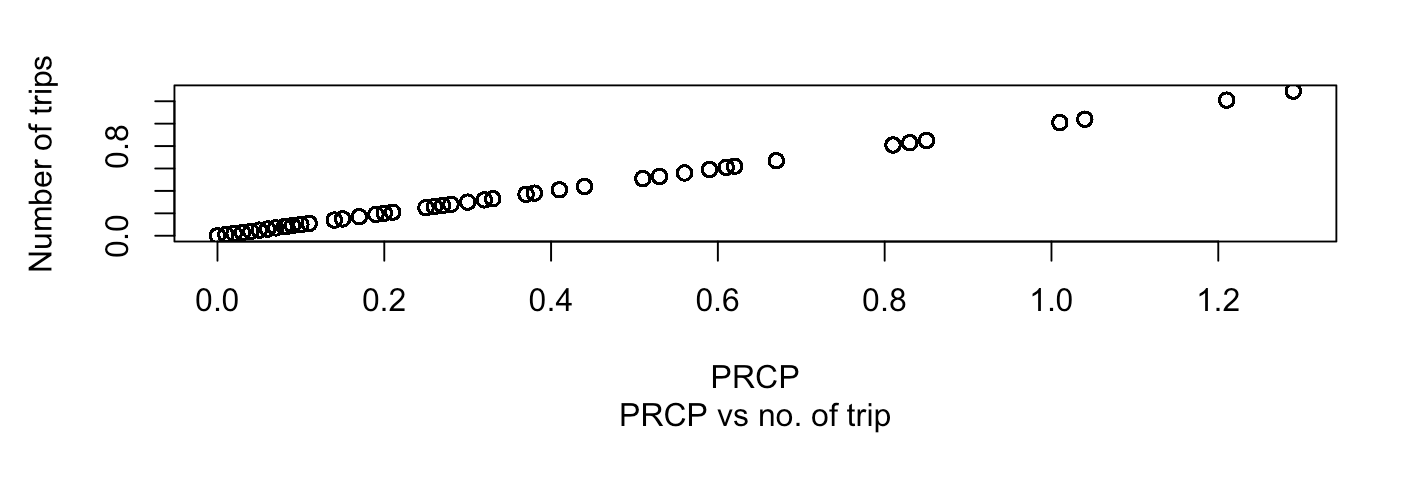 Number of trips
0.8
0.0
0.0 0.2 0.4 0.6 0.8 1.0 1.2
PRCP
PRCP vs no. of trip